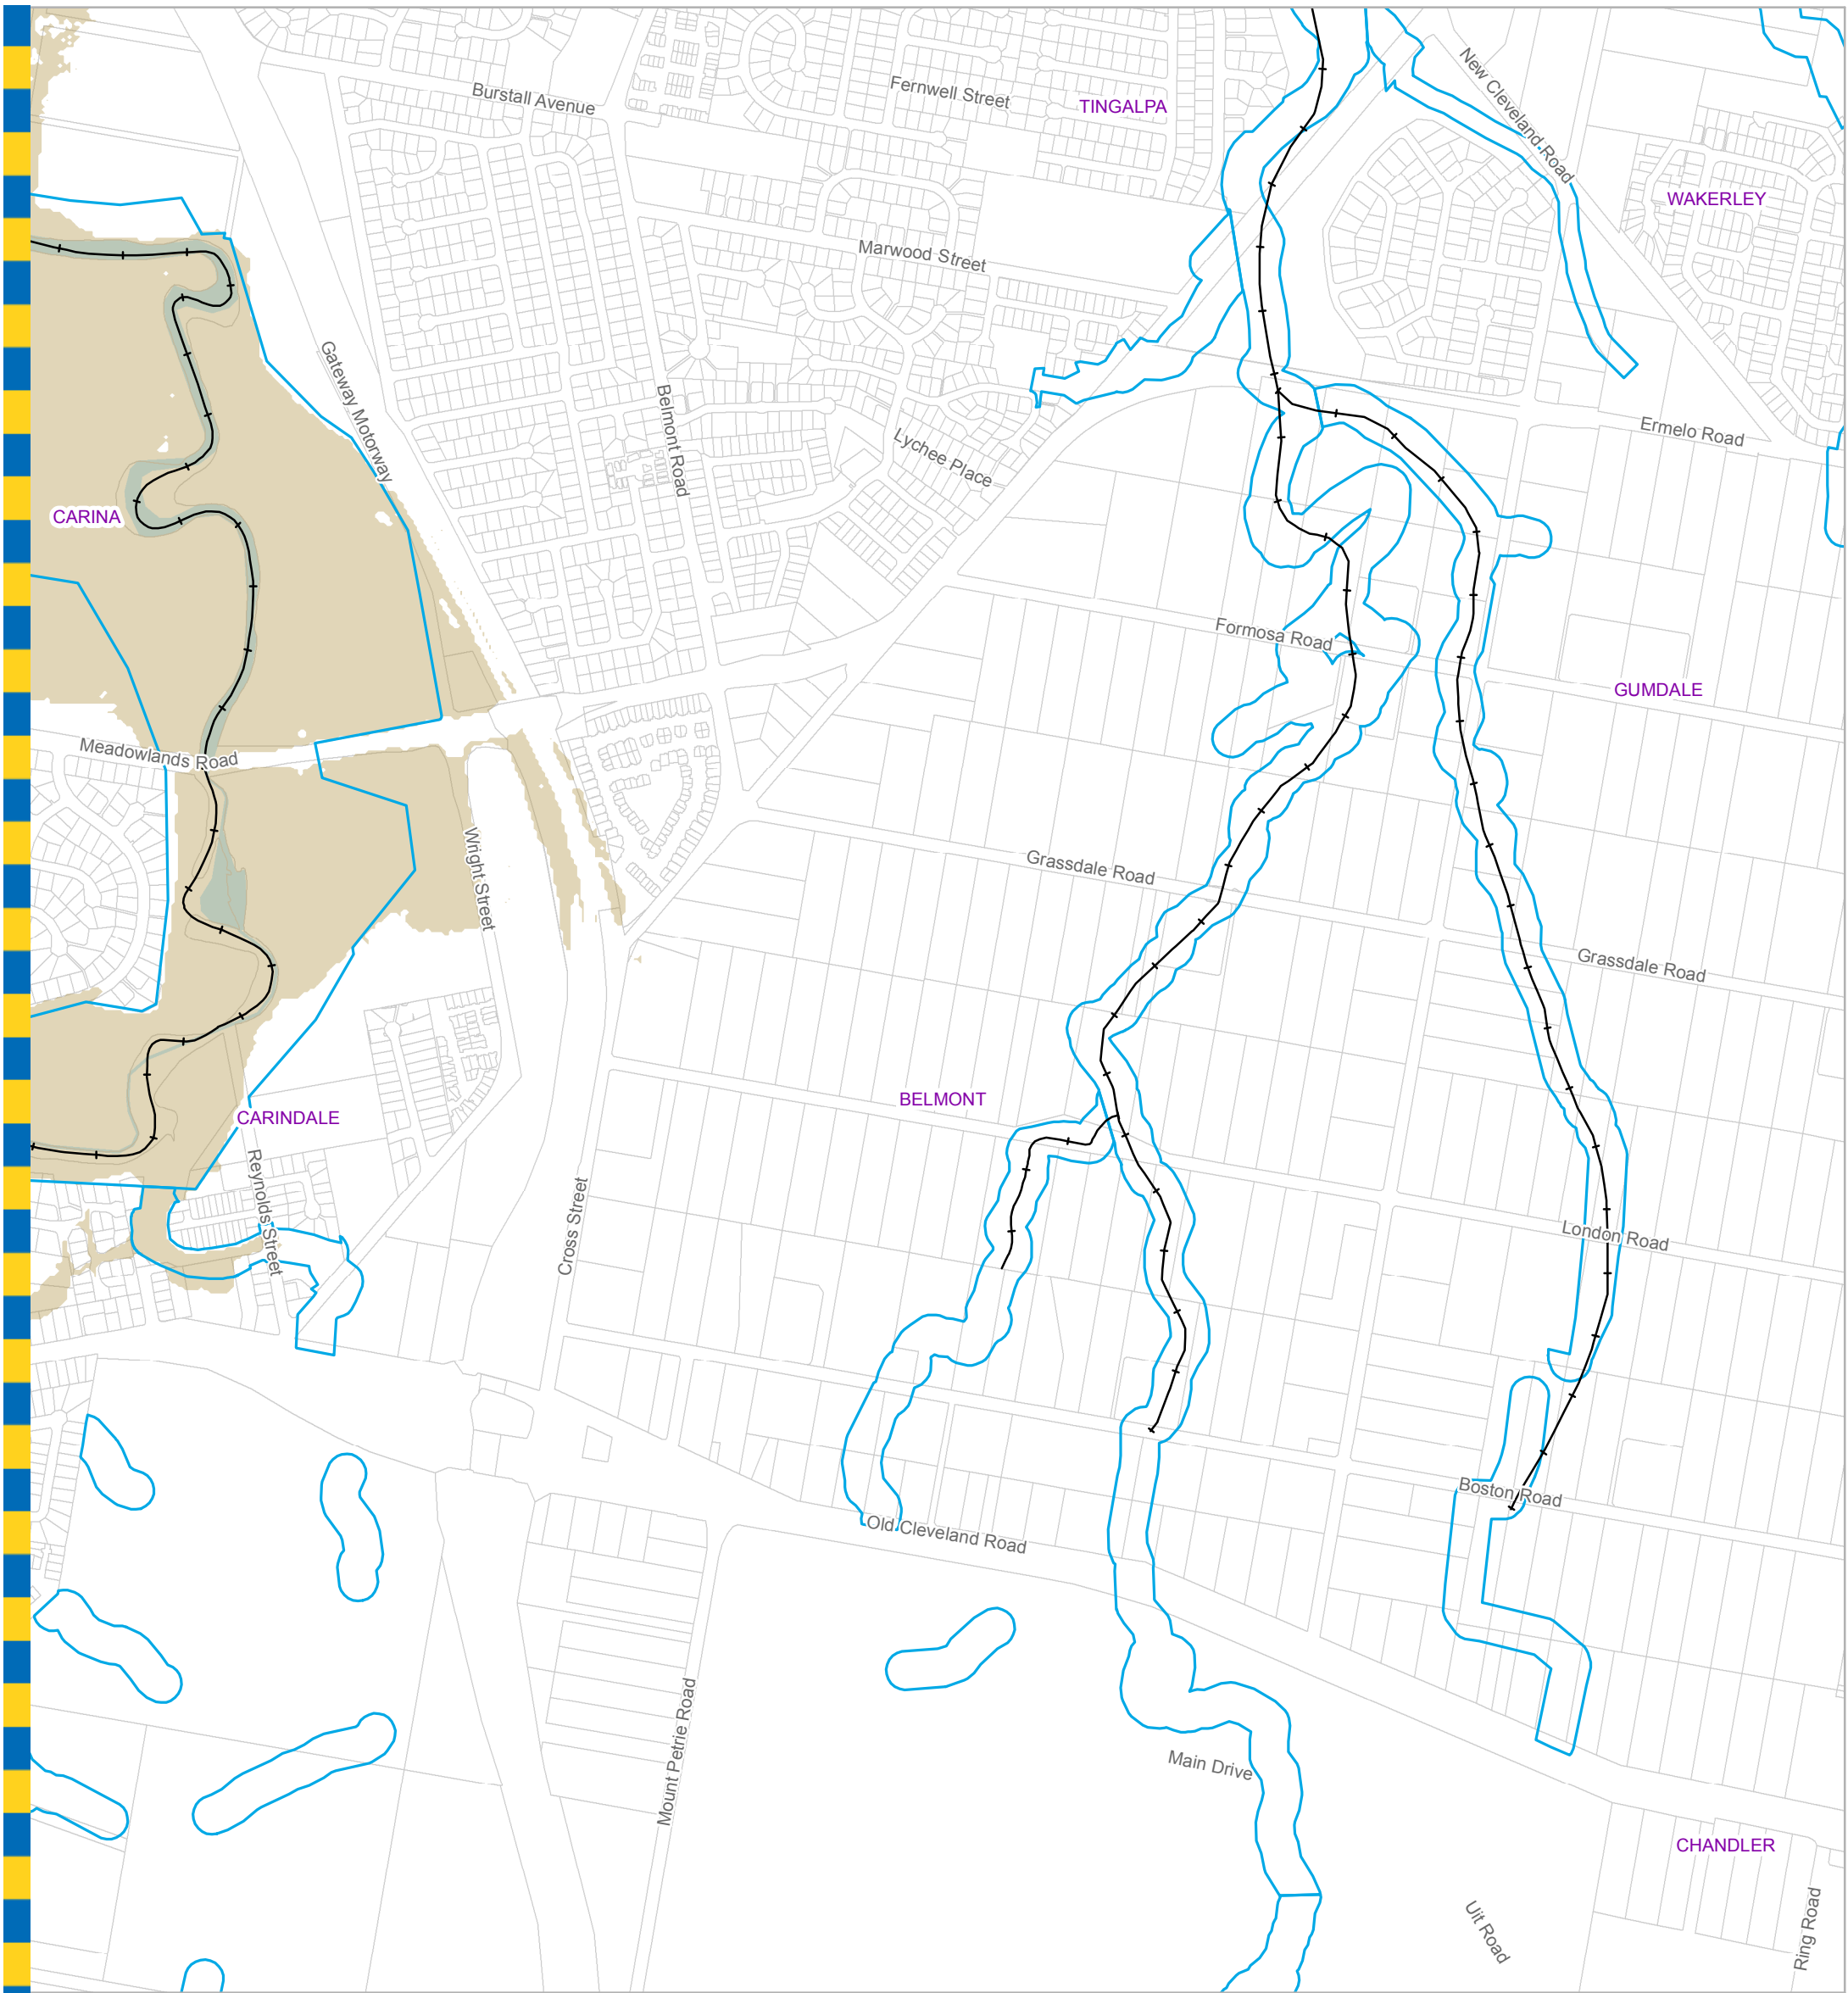 New Cleveland Road
Burstall Avenue
Fernwell Street
TINGALPA
WAKERLEY
Marwood Street
Gateway Motorway
Belmont Road
Lychee Place
Ermelo Road
CARINA
Formosa Road
GUMDALE
Meadowlands Road
Wright Street
Grassdale Road
Grassdale Road
BELMONT
CARINDALE
Reynolds Street
Cross Street
London Road
Boston Road
Old Cleveland Road
Mount Petrie Road
Main Drive
CHANDLER
Uit Road
Ring Road